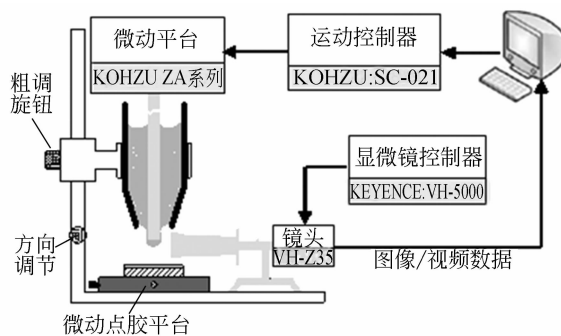 微动平台
KOHZU ZA系列
运动控制器
KOHZU:SC-021
粗调
旋钮
显微镜控制器
KEYENCE:VH-5000
方向
调节
镜头
VH-Z35
图像/视频数据
微动点胶平台